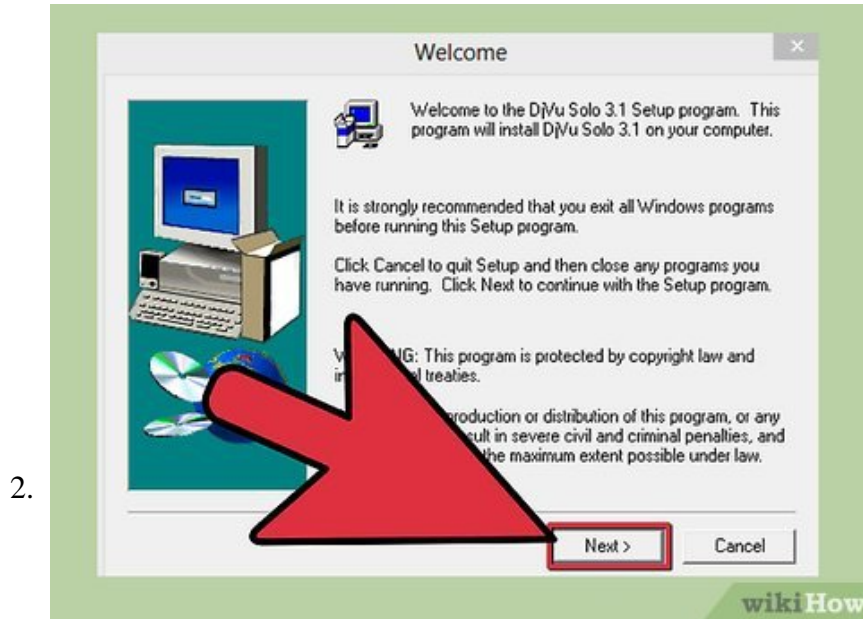 Welcome
Welcome to the DjVu Solo 3.1 Setup program. This
program will install DjVu Solo 3.1 on your computer.
It is strongly recommended that you exit all Windows programs
before running this Setup program.
Click Cancel to quit Setup and then close any programs you
have running. Click Next to continue with the Setup program.
This program is protected by copyright law and
treaties.
or distribution of this program, or any
in severe civil and criminal penalties, and
the maximum extent possible under law.
2.
Next >
Cancel
wikiHow